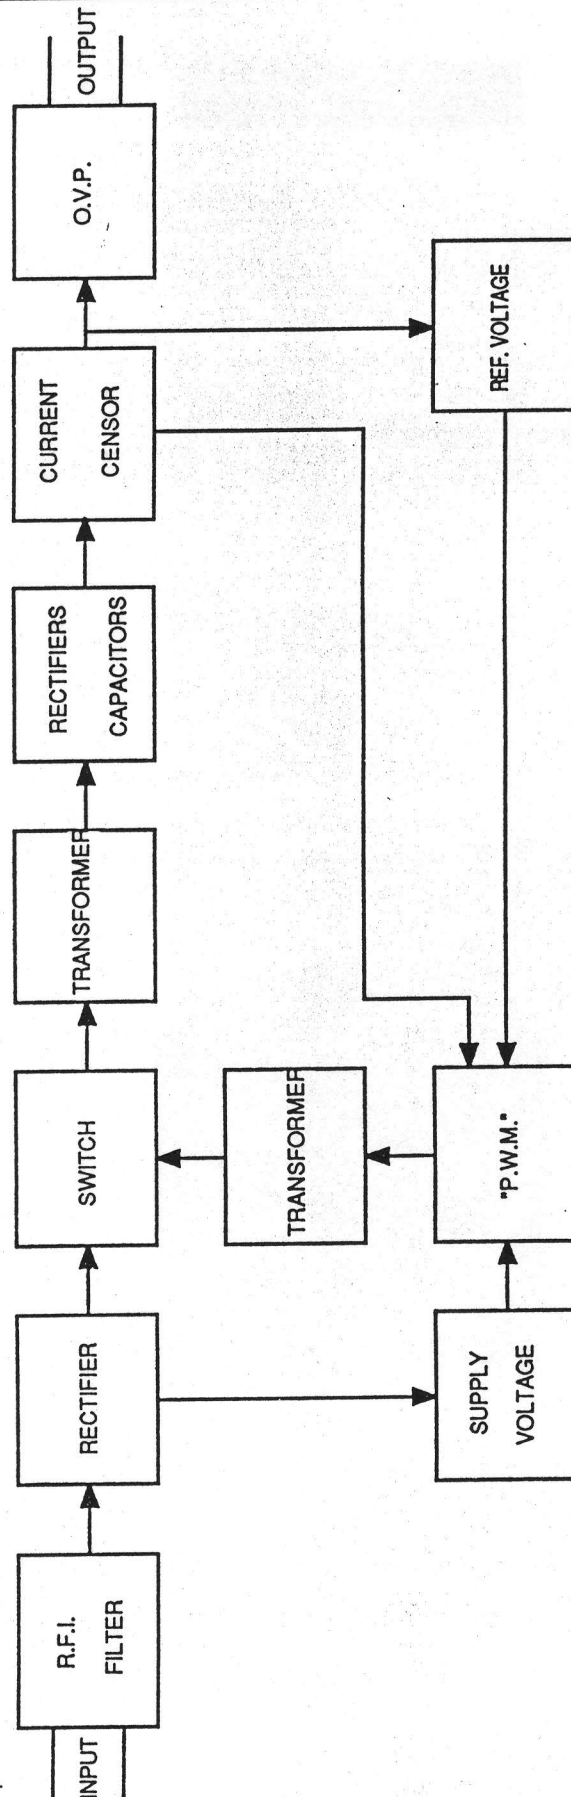 INPUT
R.F.I.
FILTER
RECTIFIER
SWITCH
TRANSFORMER
RECTIFIERS
CAPACITORS
CURRENT
CENSOR
O.V.P.
OUTPUT
TRANSFORMER
SUPPLY
VOLTAGE
"P.W.M."
REF. VOLTAGE